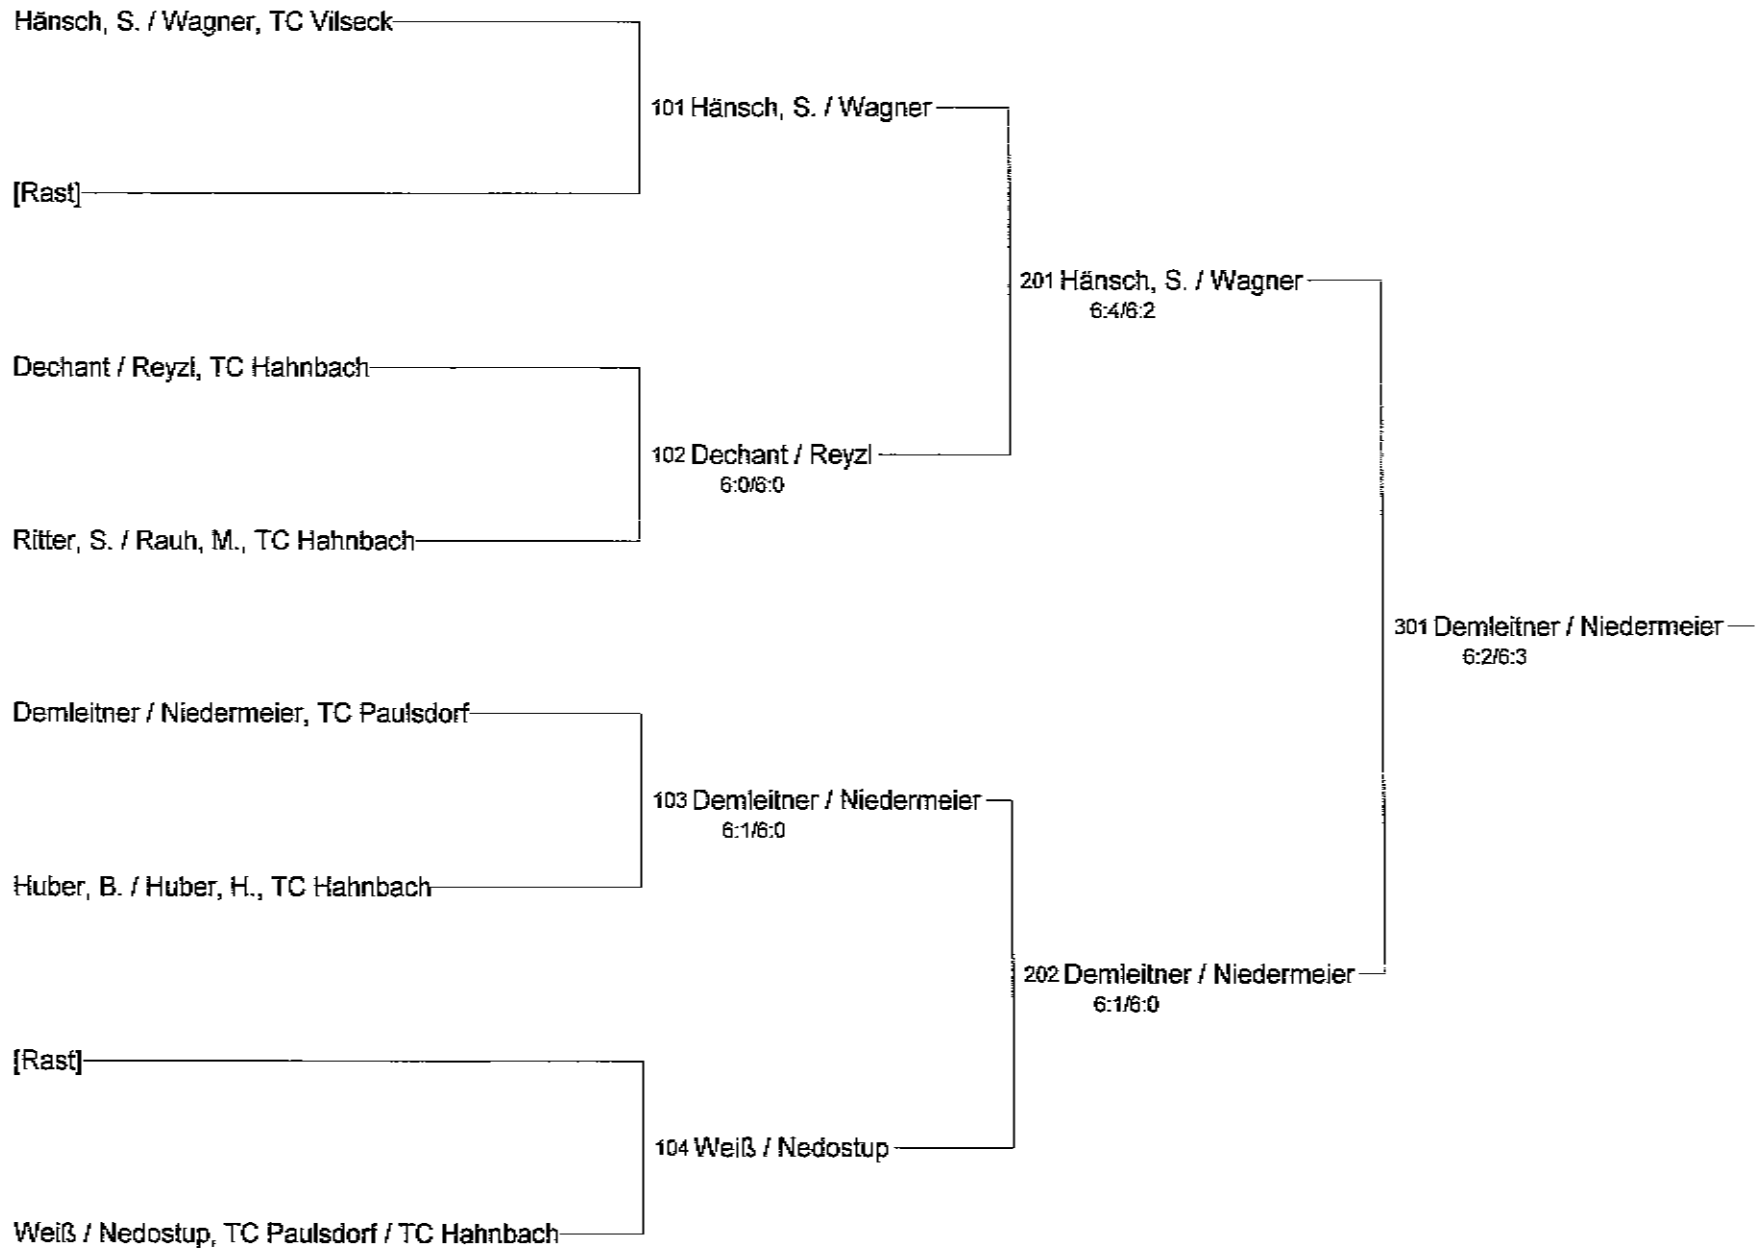 Hänsch, S. / Wagner, TC Vilseck
101 Hänsch, S. / Wagner
[Rast]
201 Hänsch, S. / Wagner
6:4/6:2
Dechant / Reyzl, TC Hahnbach
102 Dechant / Reyzl
6:0/6:0
Ritter, S. / Rauh, M., TC Hahnbach
301 Demleitner / Niedermeier
6:2/6:3
Demleitner / Niedermeier, TC Paulsdorf
103 Demleitner / Niedermeier
6:1/6:0
Huber, B. / Huber, H., TC Hahnbach
202 Demleitner / Niedermeier
6:1/6:0
[Rast]
104 Weiß / Nedostup
Weiß / Nedostup, TC Paulsdorf / TC Hahnbach